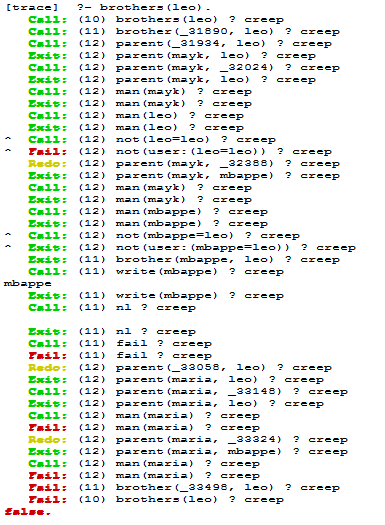 [trace]  ?- brothers(leo).
   Call: (10) brothers(leo) ? creep
   Call: (11) brother(_31890, leo) ? creep
   Call: (12) parent(_31934, leo) ? creep
   Exit: (12) parent(mayk, leo) ? creep
   Call: (12) parent(mayk, _32024) ? creep
   Exit: (12) parent(mayk, leo) ? creep
   Call: (12) man(mayk) ? creep
   Exit: (12) man(mayk) ? creep
   Call: (12) man(leo) ? creep
   Exit: (12) man(leo) ? creep
^  Call: (12) not(leo=leo) ? creep
^  Fail: (12) not(user:(leo=leo)) ? creep
   Redo: (12) parent(mayk, _32388) ? creep
   Exit: (12) parent(mayk, mbappe) ? creep
   Call: (12) man(mayk) ? creep
   Exit: (12) man(mayk) ? creep
   Call: (12) man(mbappe) ? creep
   Exit: (12) man(mbappe) ? creep
^  Call: (12) not(mbappe=leo) ? creep
^  Exit: (12) not(user:(mbappe=leo)) ? creep
   Exit: (11) brother(mbappe, leo) ? creep
   Call: (11) write(mbappe) ? creep
mbappe
   Exit: (11) write(mbappe) ? creep
   Call: (11) nl ? creep

   Exit: (11) nl ? creep
   Call: (11) fail ? creep
   Fail: (11) fail ? creep
   Redo: (12) parent(_33058, leo) ? creep
   Exit: (12) parent(maria, leo) ? creep
   Call: (12) parent(maria, _33148) ? creep
   Exit: (12) parent(maria, leo) ? creep
   Call: (12) man(maria) ? creep
   Fail: (12) man(maria) ? creep
   Redo: (12) parent(maria, _33324) ? creep
   Exit: (12) parent(maria, mbappe) ? creep
   Call: (12) man(maria) ? creep
   Fail: (12) man(maria) ? creep
   Fail: (11) brother(_33498, leo) ? creep
   Fail: (10) brothers(leo) ? creep
false.